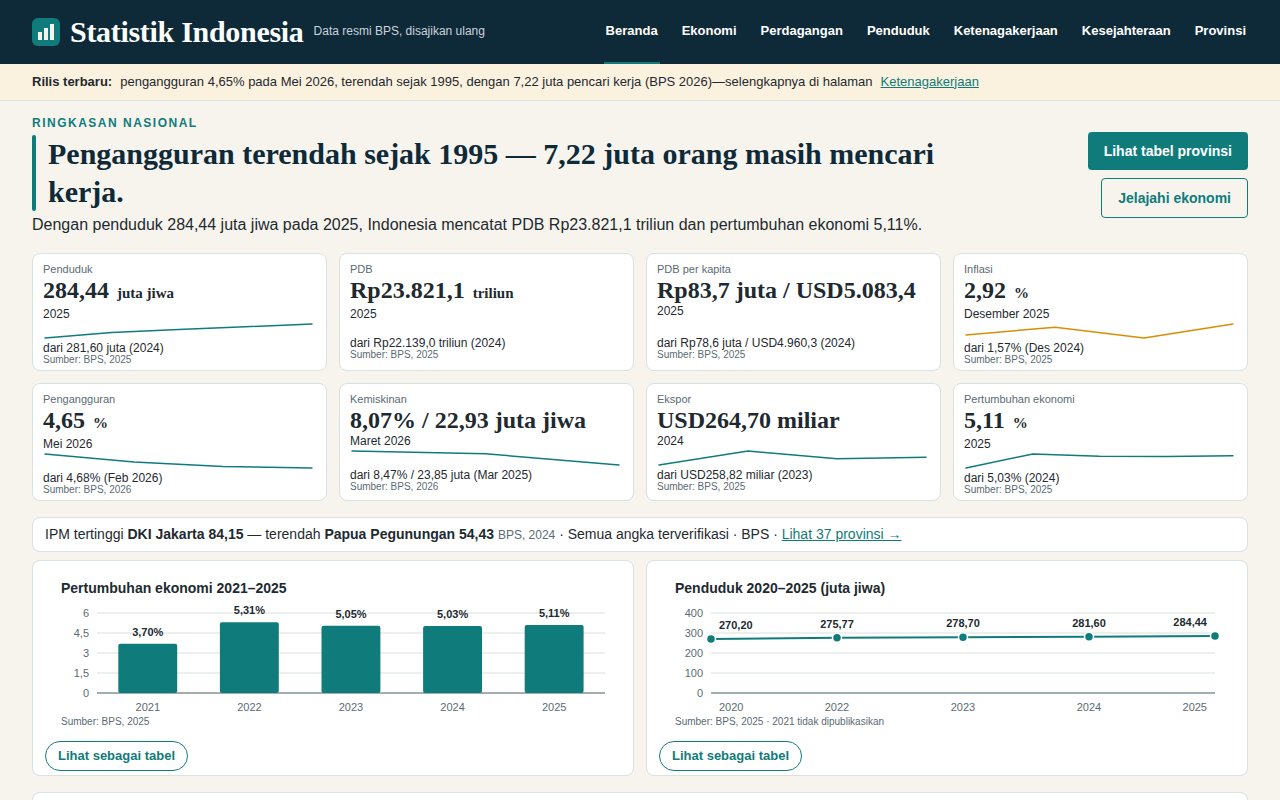 Statistik Indonesia
Data resmi BPS, disajikan ulang
Beranda
Ekonomi
Perdagangan
Penduduk
Ketenagakerjaan
Kesejahteraan
Provinsi
Rilis terbaru: pengangguran 4,65% pada Mei 2026, terendah sejak 1995, dengan 7,22 juta pencari kerja (BPS 2026)—selengkapnya di halaman Ketenagakerjaan
RINGKASAN NASIONAL
Pengangguran terendah sejak 1995 — 7,22 juta orang masih mencari
kerja.
Dengan penduduk 284,44 juta jiwa pada 2025, Indonesia mencatat PDB Rp23.821,1 triliun dan pertumbuhan ekonomi 5,11%.
Lihat tabel provinsi
Jelajahi ekonomi
Penduduk
284,44 juta jiwa
2025
dari 281,60 juta (2024)
Sumber: BPS, 2025
PDB
Rp23.821,1 triliun
2025
dari Rp22.139,0 triliun (2024)
Sumber: BPS, 2025
PDB per kapita
Rp83,7 juta / USD5.083,4
2025
dari Rp78,6 juta / USD4.960,3 (2024)
Sumber: BPS, 2025
Inflasi
2,92 %
Desember 2025
dari 1,57% (Des 2024)
Sumber: BPS, 2025
Pengangguran
4,65 %
Mei 2026
dari 4,68% (Feb 2026)
Sumber: BPS, 2026
Kemiskinan
8,07% / 22,93 juta jiwa
Maret 2026
dari 8,47% / 23,85 juta (Mar 2025)
Sumber: BPS, 2026
Ekspor
USD264,70 miliar
2024
dari USD258,82 miliar (2023)
Sumber: BPS, 2025
Pertumbuhan ekonomi
5,11 %
2025
dari 5,03% (2024)
Sumber: BPS, 2025
IPM tertinggi DKI Jakarta 84,15 — terendah Papua Pegunungan 54,43 BPS, 2024 · Semua angka terverifikasi · BPS · Lihat 37 provinsi →
Pertumbuhan ekonomi 2021–2025
6
4,5
3
1,5
0
3,70%
5,31%
5,05%
5,03%
5,11%
2021
2022
2023
2024
2025
Sumber: BPS, 2025
Lihat sebagai tabel
Penduduk 2020–2025 (juta jiwa)
400
300
200
100
0
270,20
275,77
278,70
281,60
284,44
2020
2022
2023
2024
2025
Sumber: BPS, 2025 · 2021 tidak dipublikasikan
Lihat sebagai tabel